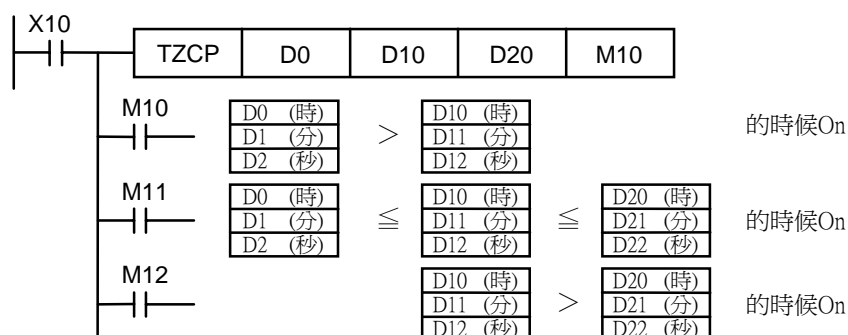 X10
TZCP D0 D10 D20 M10
M10
D0 (時) D10 (時)
D1 (分) > D11 (分) 的時候On
D2 (秒) D12 (秒)
M11
D0 (時) D10 (時) D20 (時)
D1 (分) ≦ D11 (分) ≦ D21 (分) 的時候On
D2 (秒) D12 (秒) D22 (秒)
M12
D10 (時) D20 (時)
D11 (分) > D21 (分) 的時候On
D12 (秒) D22 (秒)